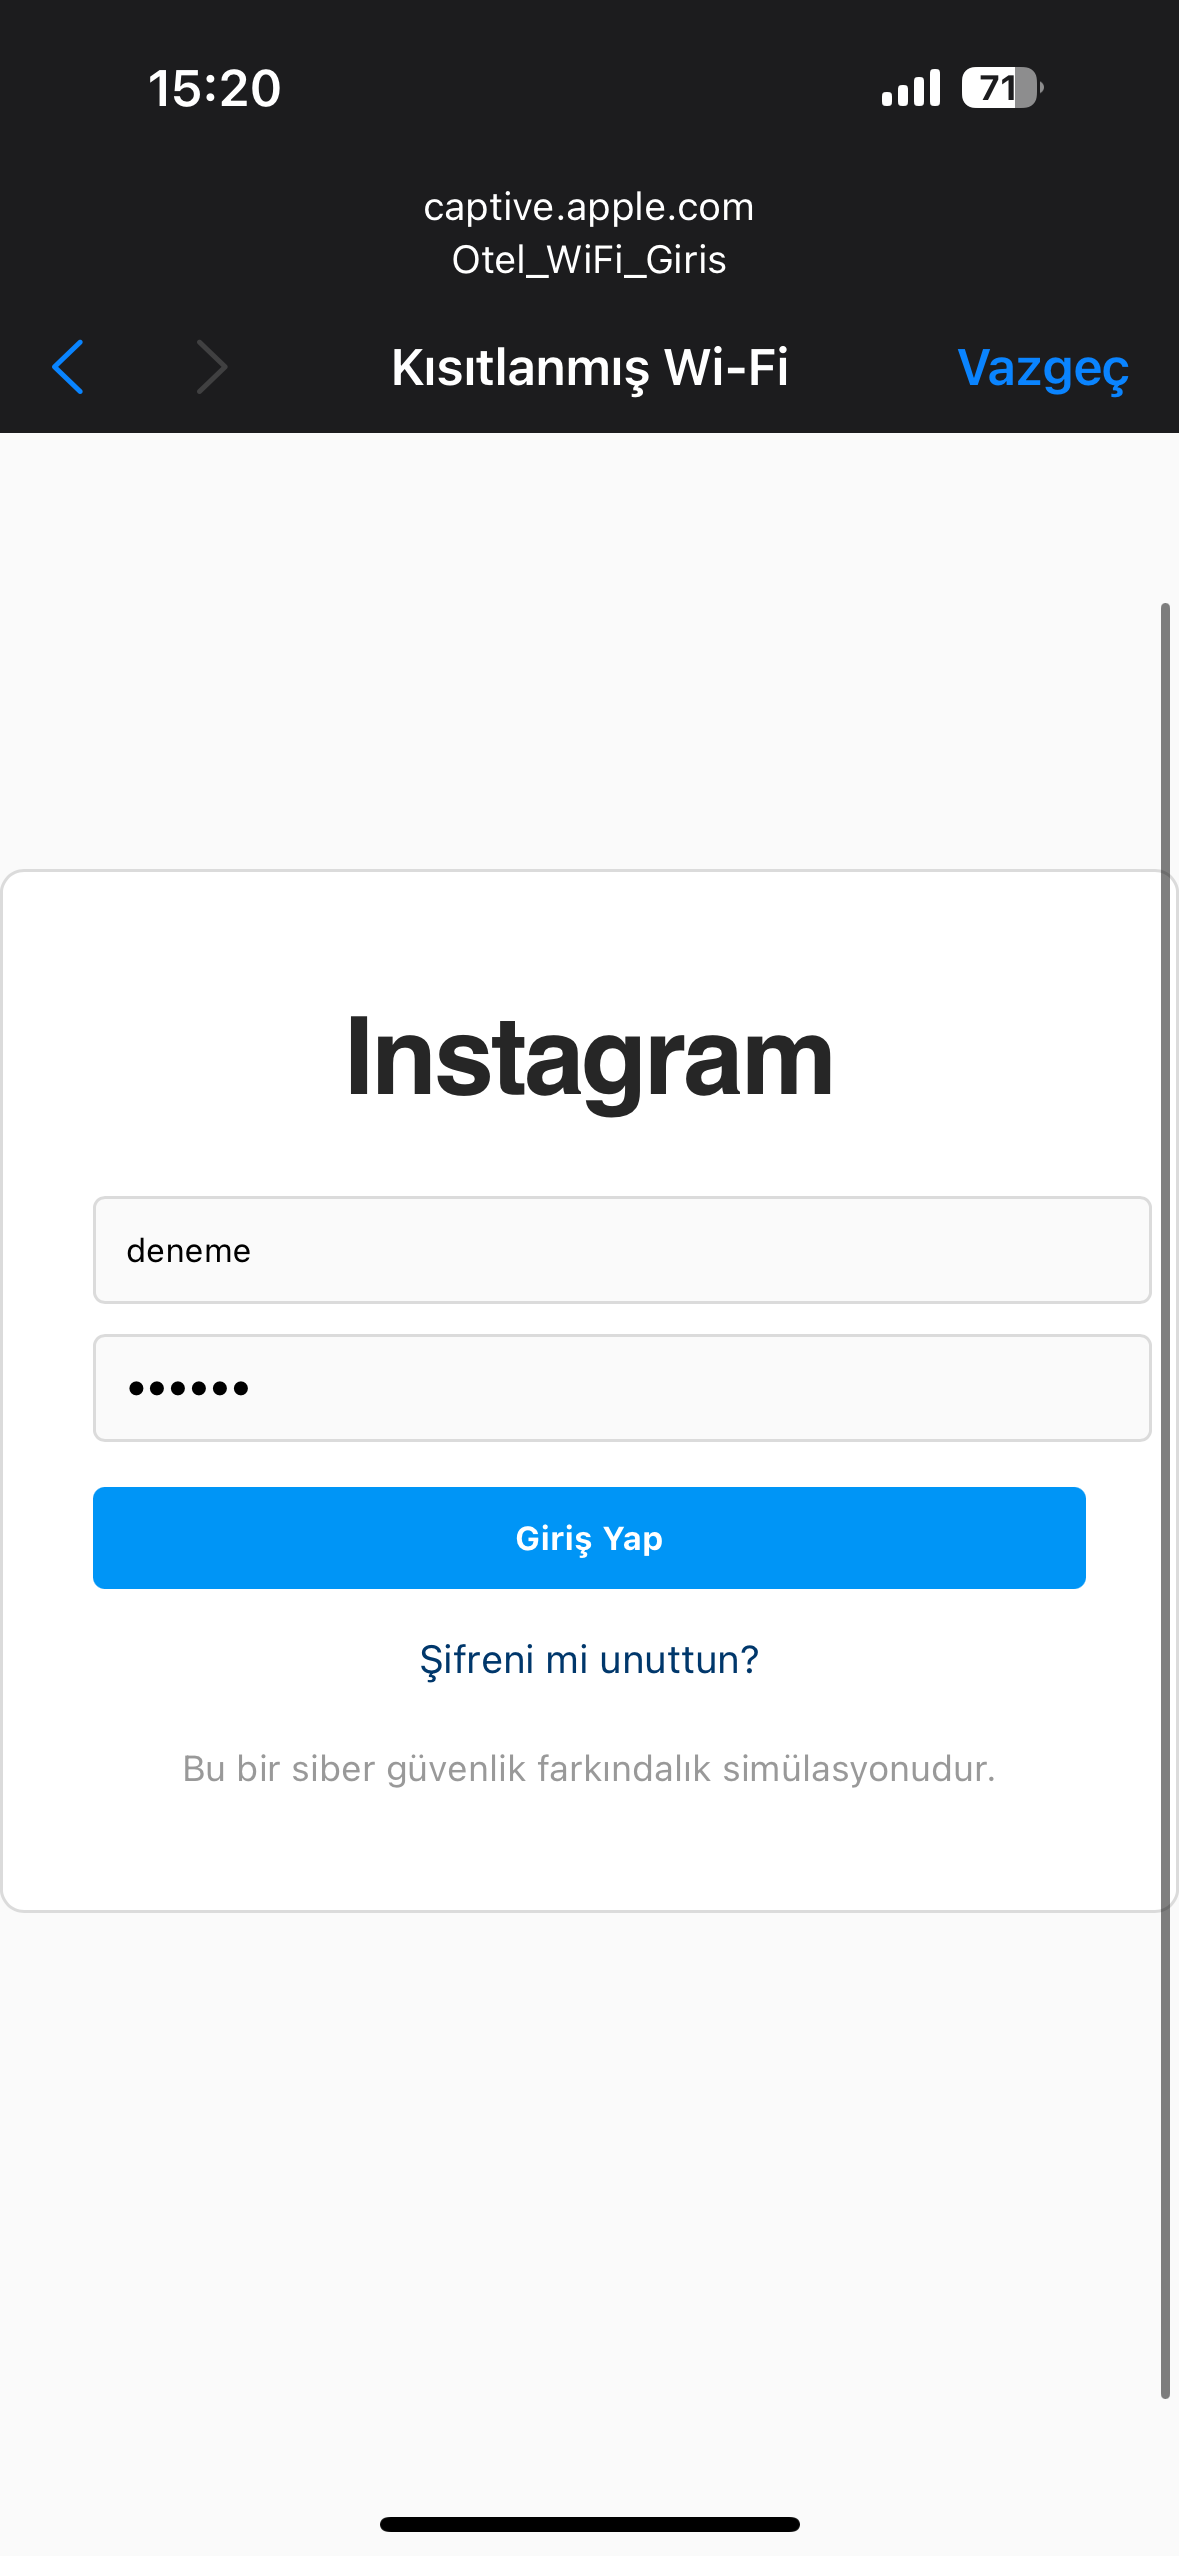 15:20
71
captive.apple.com
Otel_WiFi_Giris
Kısıtlanmış Wi-Fi
Vazgeç
Instagram
deneme
••••••
Giriş Yap
Şifreni mi unuttun?
Bu bir siber güvenlik farkındalık simülasyonudur.